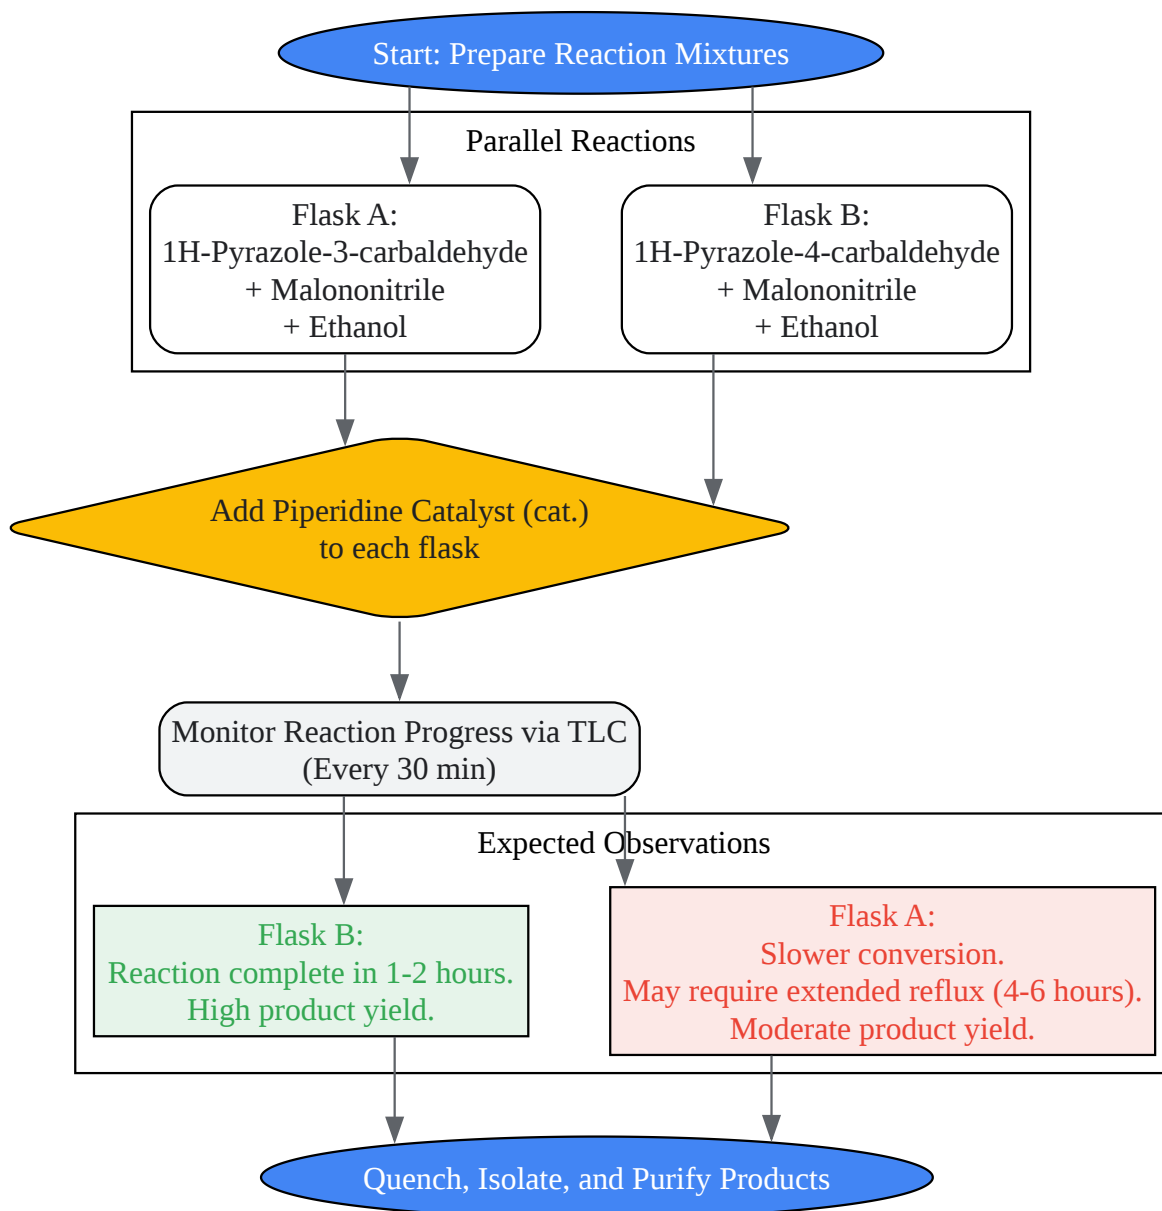 Start: Prepare Reaction Mixtures
Parallel Reactions
Flask A:
1H-Pyrazole-3-carbaldehyde
+ Malononitrile
+ Ethanol
Flask B:
1H-Pyrazole-4-carbaldehyde
+ Malononitrile
+ Ethanol
Add Piperidine Catalyst (cat.)
to each flask
Monitor Reaction Progress via TLC
(Every 30 min)
Expected Observations
Flask B:
Reaction complete in 1-2 hours.
High product yield.
Flask A:
Slower conversion.
May require extended reflux (4-6 hours).
Moderate product yield.
Quench, Isolate, and Purify Products